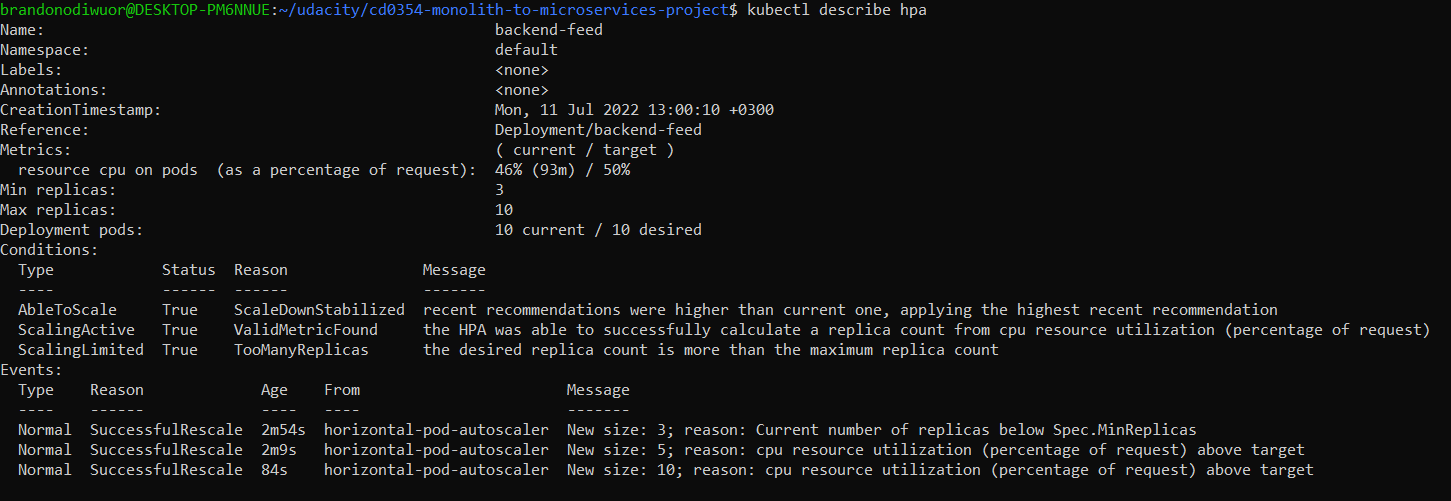 brandonodiwuor@DESKTOP-PM6NNUE:~/udacity/cd0354-monolith-to-microservices-project$ kubectl describe hpa
Name: backend-feed
Namespace: default
Labels: <none>
Annotations: <none>
CreationTimestamp: Mon, 11 Jul 2022 13:00:10 +0300
Reference: Deployment/backend-feed
Metrics: ( current / target )
resource cpu on pods (as a percentage of request): 46% (93m) / 50%
Min replicas: 3
Max replicas: 10
Deployment pods: 10 current / 10 desired
Conditions:
Type Status Reason Message
---- ------ ------ -------
AbleToScale True ScaleDownStabilized recent recommendations were higher than current one, applying the highest recent recommendation
ScalingActive True ValidMetricFound the HPA was able to successfully calculate a replica count from cpu resource utilization (percentage of request)
ScalingLimited True TooManyReplicas the desired replica count is more than the maximum replica count
Events:
Type Reason Age From Message
---- ------ ---- ---- -------
Normal SuccessfulRescale 2m54s horizontal-pod-autoscaler New size: 3; reason: Current number of replicas below Spec.MinReplicas
Normal SuccessfulRescale 2m9s horizontal-pod-autoscaler New size: 5; reason: cpu resource utilization (percentage of request) above target
Normal SuccessfulRescale 84s horizontal-pod-autoscaler New size: 10; reason: cpu resource utilization (percentage of request) above target